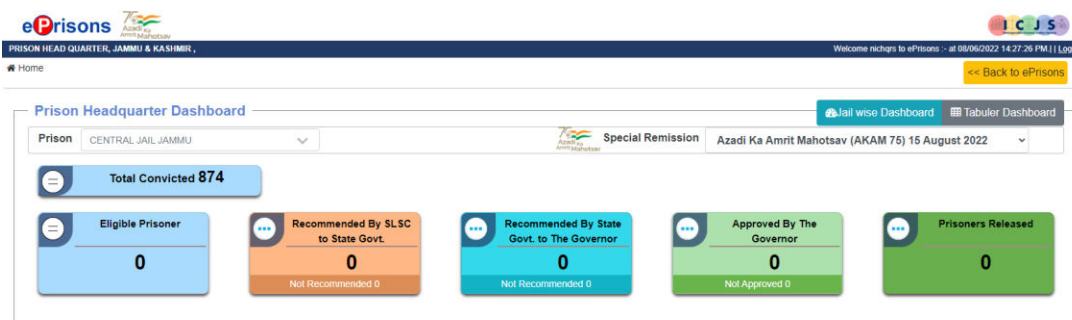 ePrisons
Azadi Ka
Amrit Mahotsav
ICJS
PRISON HEAD QUARTER, JAMMU & KASHMIR ,
Welcome nichqrs to ePrisons :- at 08/06/2022 14:27:26 PM.| | Log
Home
<< Back to ePrisons
Prison Headquarter Dashboard
Jail wise Dashboard
Tabuler Dashboard
Prison
CENTRAL JAIL JAMMU
Azadi Ka
Amrit Mahotsav
Special Remission
Azadi Ka Amrit Mahotsav (AKAM 75) 15 August 2022
Total Convicted 874
Eligible Prisoner
0
Recommended By SLSC
to State Govt.
0
Not Recommended 0
Recommended By State
Govt. to The Governor
0
Not Recommended 0
Approved By The
Governor
0
Not Approved 0
Prisoners Released
0